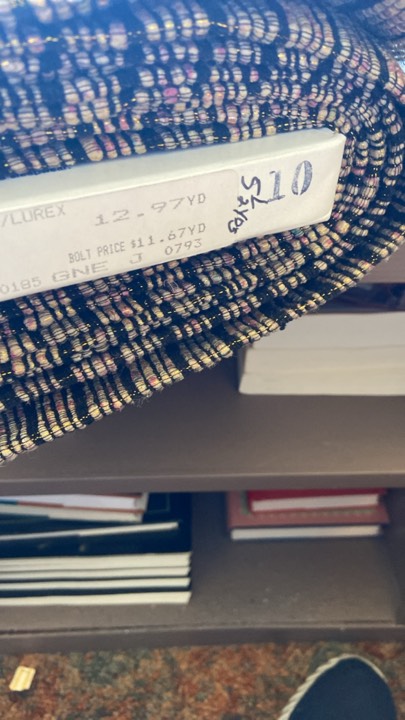 /LUREX 12.97YD
BOLT PRICE $11.67YD
0185 GNE J 0793
10